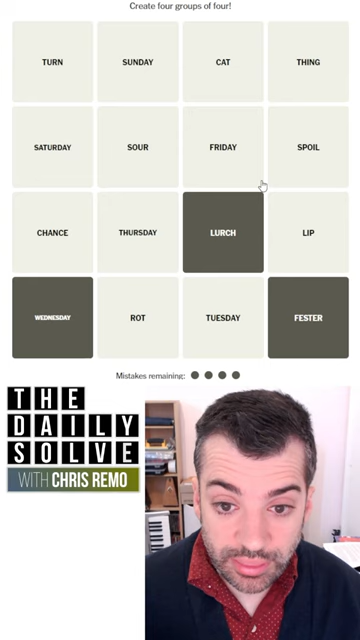 Create four groups of four!
TURN SUNDAY CAT THING
SATURDAY SOUR FRIDAY SPOIL
CHANCE THURSDAY LURCH LIP
WEDNESDAY ROT TUESDAY FESTER
Mistakes remaining:
THE
DAILY
SOLVE
WITH CHRIS REMO